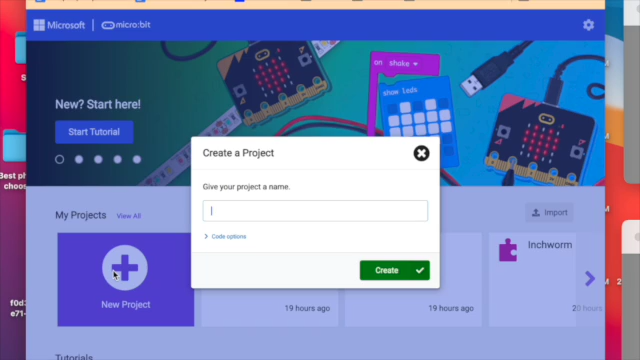 Microsoft micro:bit
on shake
show leds
New? Start here!
Start Tutorial
Create a Project
Give your project a name.
Code options
Create
My Projects View All
Import
New Project
19 hours ago
19 hours ago
Inchworm
20 hours
Tutorials
Best ph
choos
f0d3
e71-